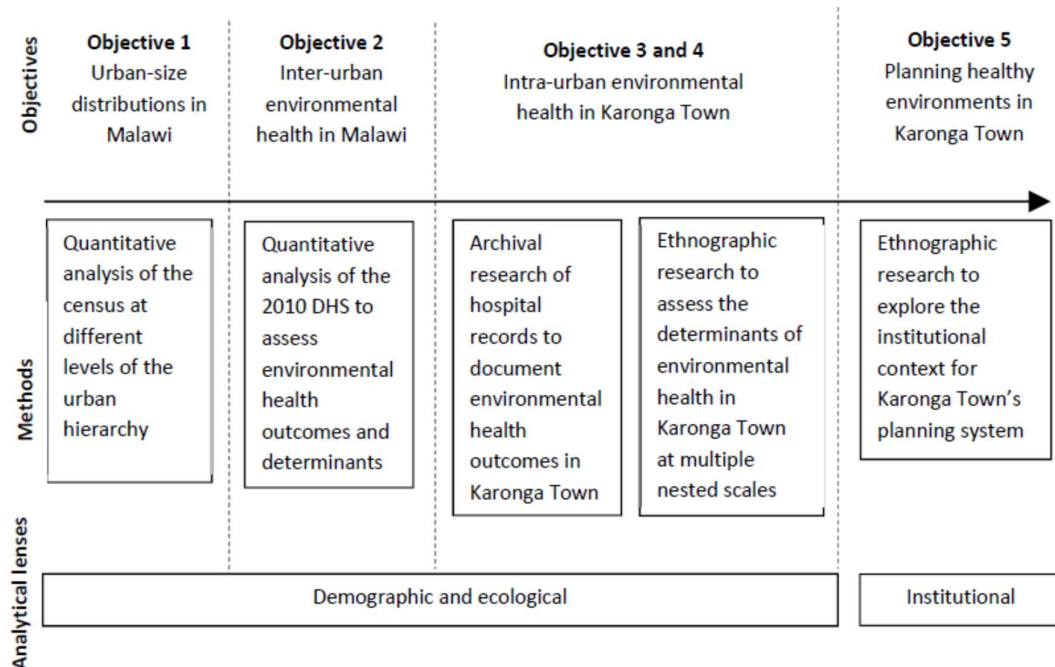 Objectives
Objective 1
Urban-size
distributions in
Malawi
Objective 2
Inter-urban
environmental
health in Malawi
Objective 3 and 4
Intra-urban environmental
health in Karonga Town
Objective 5
Planning healthy
environments in
Karonga Town
Methods
Quantitative
analysis of the
census at
different
levels of the
urban
hierarchy
Quantitative
analysis of the
2010 DHS to
assess
environmental
health
outcomes and
determinants
Archival
research of
hospital
records to
document
environmental
health
outcomes in
Karonga Town
Ethnographic
research to
assess the
determinants of
environmental
health in
Karonga Town
at multiple
nested scales
Ethnographic
research to
explore the
institutional
context for
Karonga Town’s
planning system
Analytical lenses
Demographic and ecological
Institutional